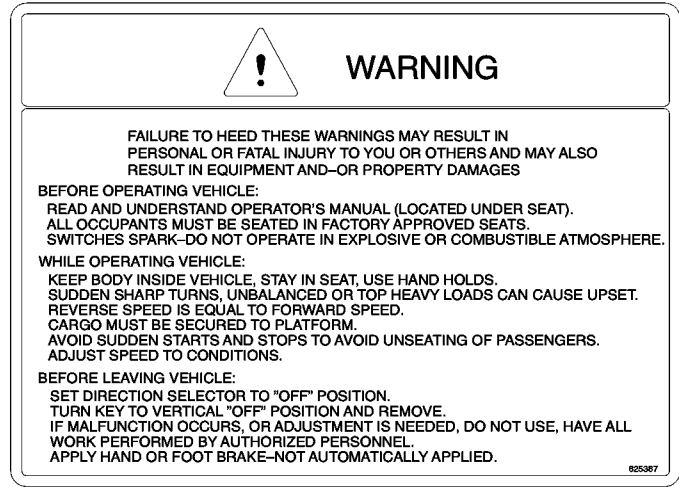 WARNING
FAILURE TO HEED THESE WARNINGS MAY RESULT IN
PERSONAL OR FATAL INJURY TO YOU OR OTHERS AND MAY ALSO
RESULT IN EQUIPMENT AND–OR PROPERTY DAMAGES
BEFORE OPERATING VEHICLE:
READ AND UNDERSTAND OPERATOR'S MANUAL (LOCATED UNDER SEAT).
ALL OCCUPANTS MUST BE SEATED IN FACTORY APPROVED SEATS.
SWITCHES SPARK–DO NOT OPERATE IN EXPLOSIVE OR COMBUSTIBLE ATMOSPHERE.
WHILE OPERATING VEHICLE:
KEEP BODY INSIDE VEHICLE, STAY IN SEAT, USE HAND HOLDS.
SUDDEN SHARP TURNS, UNBALANCED OR TOP HEAVY LOADS CAN CAUSE UPSET.
REVERSE SPEED IS EQUAL TO FORWARD SPEED.
CARGO MUST BE SECURED TO PLATFORM.
AVOID SUDDEN STARTS AND STOPS TO AVOID UNSEATING OF PASSENGERS.
ADJUST SPEED TO CONDITIONS.
BEFORE LEAVING VEHICLE:
SET DIRECTION SELECTOR TO "OFF" POSITION.
TURN KEY TO VERTICAL "OFF" POSITION AND REMOVE.
IF MALFUNCTION OCCURS, OR ADJUSTMENT IS NEEDED, DO NOT USE, HAVE ALL
WORK PERFORMED BY AUTHORIZED PERSONNEL.
APPLY HAND OR FOOT BRAKE–NOT AUTOMATICALLY APPLIED.
625387